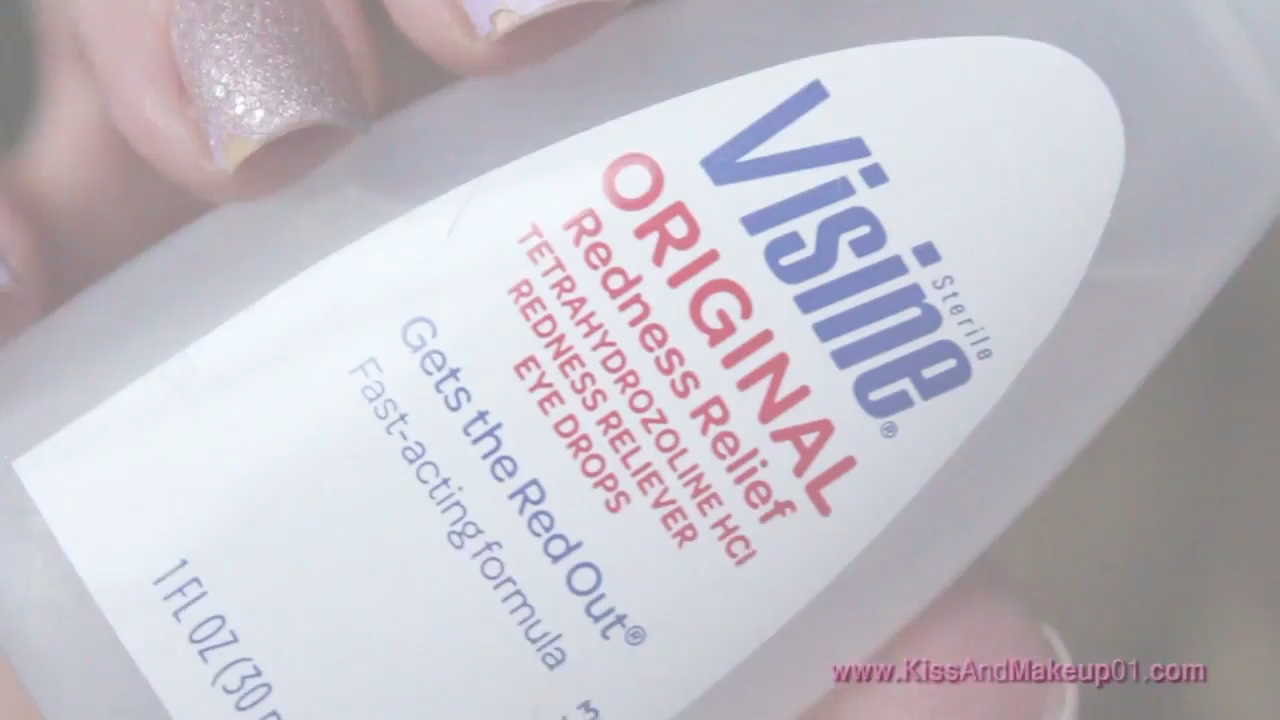 Visine®
Sterile
ORIGINAL
Redness Relief
TETRAHYDROZOLINE HCl
REDNESS RELIEVER
EYE DROPS
Gets the Red Out®
Fast-acting formula
1 FL OZ (30
www.KissAndMakeup01.com